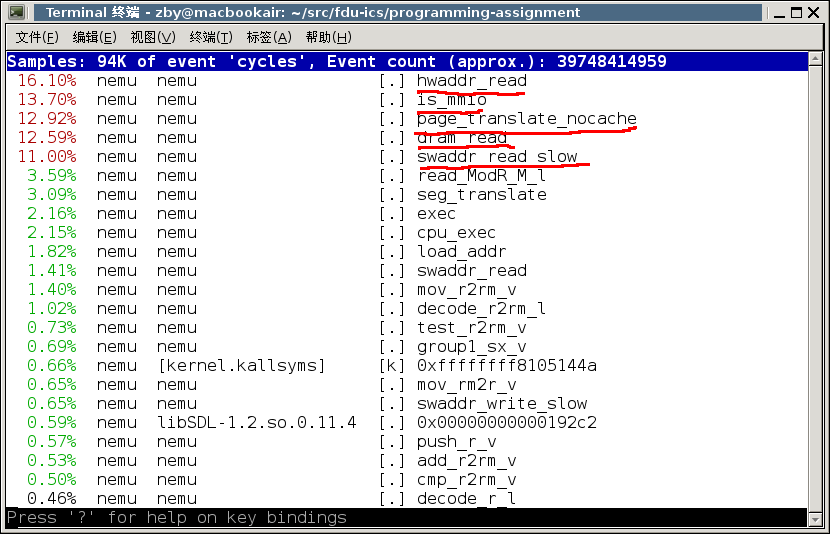 Terminal 终端 - zby@macbookair: ~/src/fdu-ics/programming-assignment
文件(F) 编辑(E) 视图(V) 终端(T) 标签(A) 帮助(H)
Samples: 94K of event 'cycles', Event count (approx.): 39748414959
16.10% nemu nemu [.] hwaddr_read
13.70% nemu nemu [.] is_mmio
12.92% nemu nemu [.] page_translate_nocache
12.59% nemu nemu [.] dram_read
11.00% nemu nemu [.] swaddr_read_slow
3.59% nemu nemu [.] read_ModR_M_l
3.09% nemu nemu [.] seg_translate
2.16% nemu nemu [.] exec
2.15% nemu nemu [.] cpu_exec
1.82% nemu nemu [.] load_addr
1.41% nemu nemu [.] swaddr_read
1.40% nemu nemu [.] mov_r2rm_v
1.02% nemu nemu [.] decode_r2rm_l
0.73% nemu nemu [.] test_r2rm_v
0.69% nemu nemu [.] group1_sx_v
0.66% nemu [kernel.kallsyms] [k] 0xffffffff8105144a
0.65% nemu nemu [.] mov_rm2r_v
0.65% nemu nemu [.] swaddr_write_slow
0.59% nemu libSDL-1.2.so.0.11.4 [.] 0x00000000000192c2
0.57% nemu nemu [.] push_r_v
0.53% nemu nemu [.] add_r2rm_v
0.50% nemu nemu [.] cmp_r2rm_v
0.46% nemu nemu [.] decode_r_l
Press '?' for help on key bindings